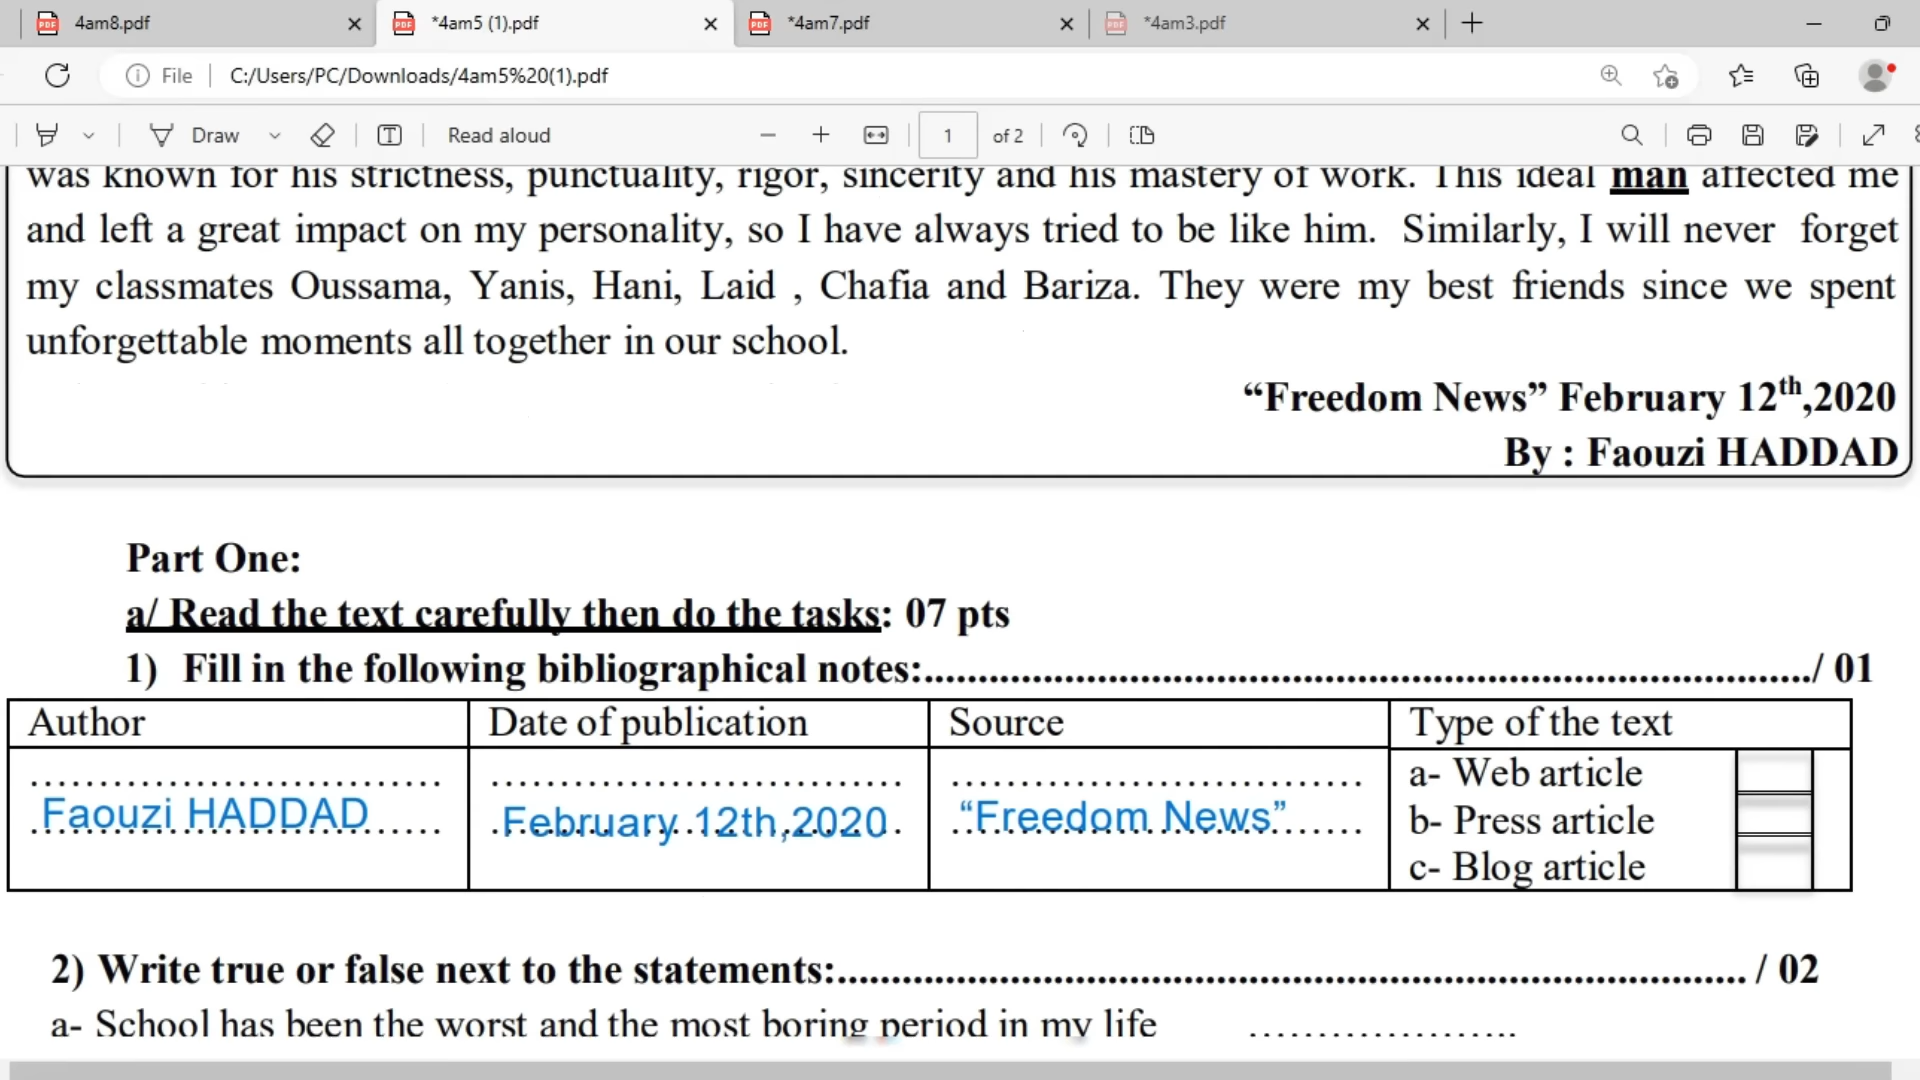 4am8.pdf
*4am5 (1).pdf
*4am7.pdf
*4am3.pdf
File
C:/Users/PC/Downloads/4am5%20(1).pdf
Draw
Read aloud
1 of 2
was known for his strictness, punctuality, rigor, sincerity and his mastery of work. This ideal man affected me
and left a great impact on my personality, so I have always tried to be like him. Similarly, I will never forget
my classmates Oussama, Yanis, Hani, Laid , Chafia and Bariza. They were my best friends since we spent
unforgettable moments all together in our school.
“Freedom News” February 12th,2020
By : Faouzi HADDAD
Part One:
a/ Read the text carefully then do the tasks: 07 pts
1) Fill in the following bibliographical notes:................................................................................/ 01
Author
Date of publication
Source
Type of the text
Faouzi HADDAD
February 12th,2020
“Freedom News”
a- Web article
b- Press article
c- Blog article
2) Write true or false next to the statements:.................................................................................. / 02
a- School has been the worst and the most boring period in my life ....................